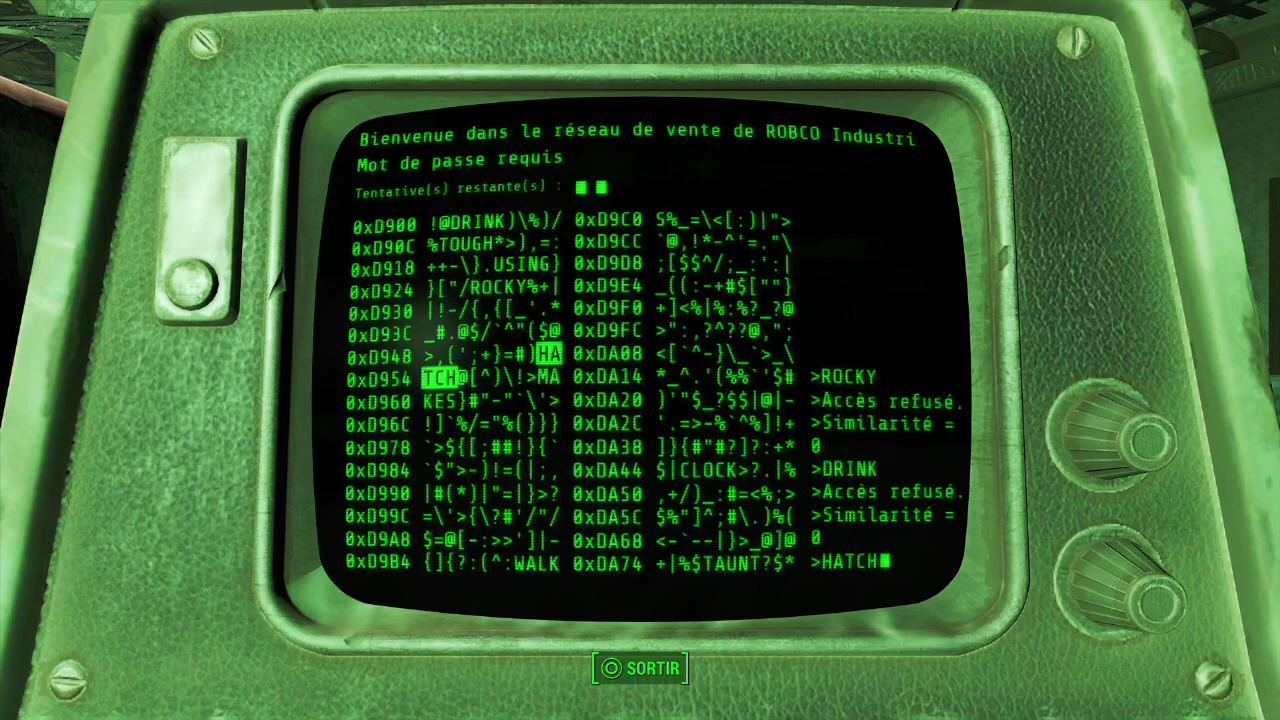 Bienvenue dans le réseau de vente de ROBCO Industri
Mot de passe requis
Tentative(s) restante(s) :
0xD900 !@DRINK)\%)/ 0xD9C0 S%_=\<[:)|">
0xD90C %TOUGH*>),=: 0xD9CC `@,!*-^'=."\
0xD918 ++-\}.USING} 0xD9D8 ;[$$^/;_:':|
0xD924 }["/ROCKY%+| 0xD9E4 _((:-+#$[""}
0xD930 |!-/{,{[_'.* 0xD9F0 +]<%|%:%?_?@
0xD93C _#.@$/`^"($@ 0xD9FC >":,?^??@,";
0xD948 >,(';+}=#)HA 0xDA08 <[`^-}\_`>_\
0xD954 TCH@[^)\!>MA 0xDA14 *_^.'(%%`'$# >ROCKY
0xD960 KES}#"-"`\'> 0xDA20 )'"$_?$$|@|- >Accès refusé.
0xD96C !]`%/="%(}}} 0xDA2C '.=>-%`^%]!+ >Similarité =
0xD978 `>${[;##!}{` 0xDA38 ]}{#"#?]?:+* 0
0xD984 `$">-)!=(|;, 0xDA44 $|CLOCK>?.|% >DRINK
0xD990 |#(*)|"=|}>? 0xDA50 ,+/)_:#=<%;> >Accès refusé.
0xD99C =\'>{\?#'/"/ 0xDA5C $%"]^;#\.)%( >Similarité =
0xD9A8 $=@[-:>>']|- 0xDA68 <-`--|}>_@]@ 0
0xD9B4 {]{?:(^:WALK 0xDA74 +|%$TAUNT?$* >HATCH
SORTIR